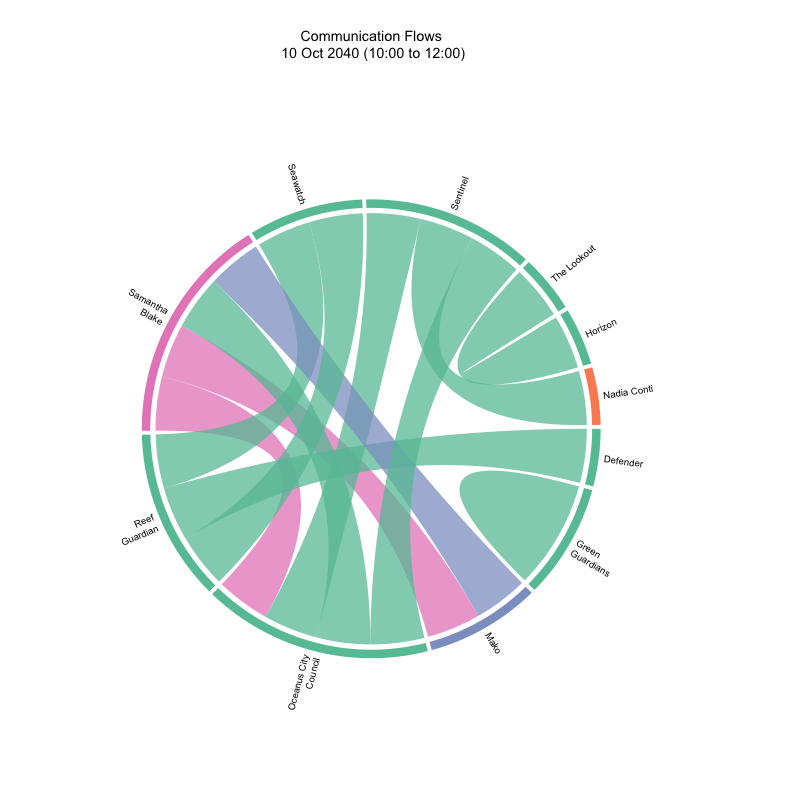 Communication Flows
10 Oct 2040 (10:00 to 12:00)
Seawatch
Sentinel
The Lookout
Horizon
Nadia Conti
Defender
Green
Guardians
Mako
Oceanus City
Council
Reef
Guardian
Samantha
Blake